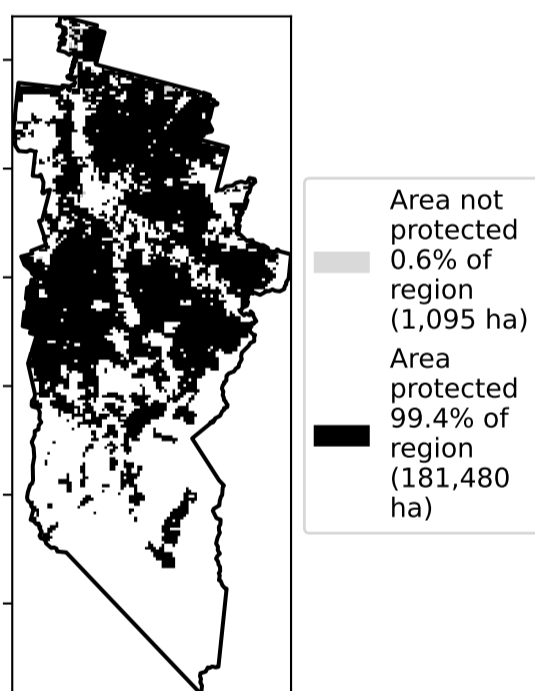 Area not
protected
0.6% of
region
(1,095 ha)
Area
protected
99.4% of
region
(181,480
ha)